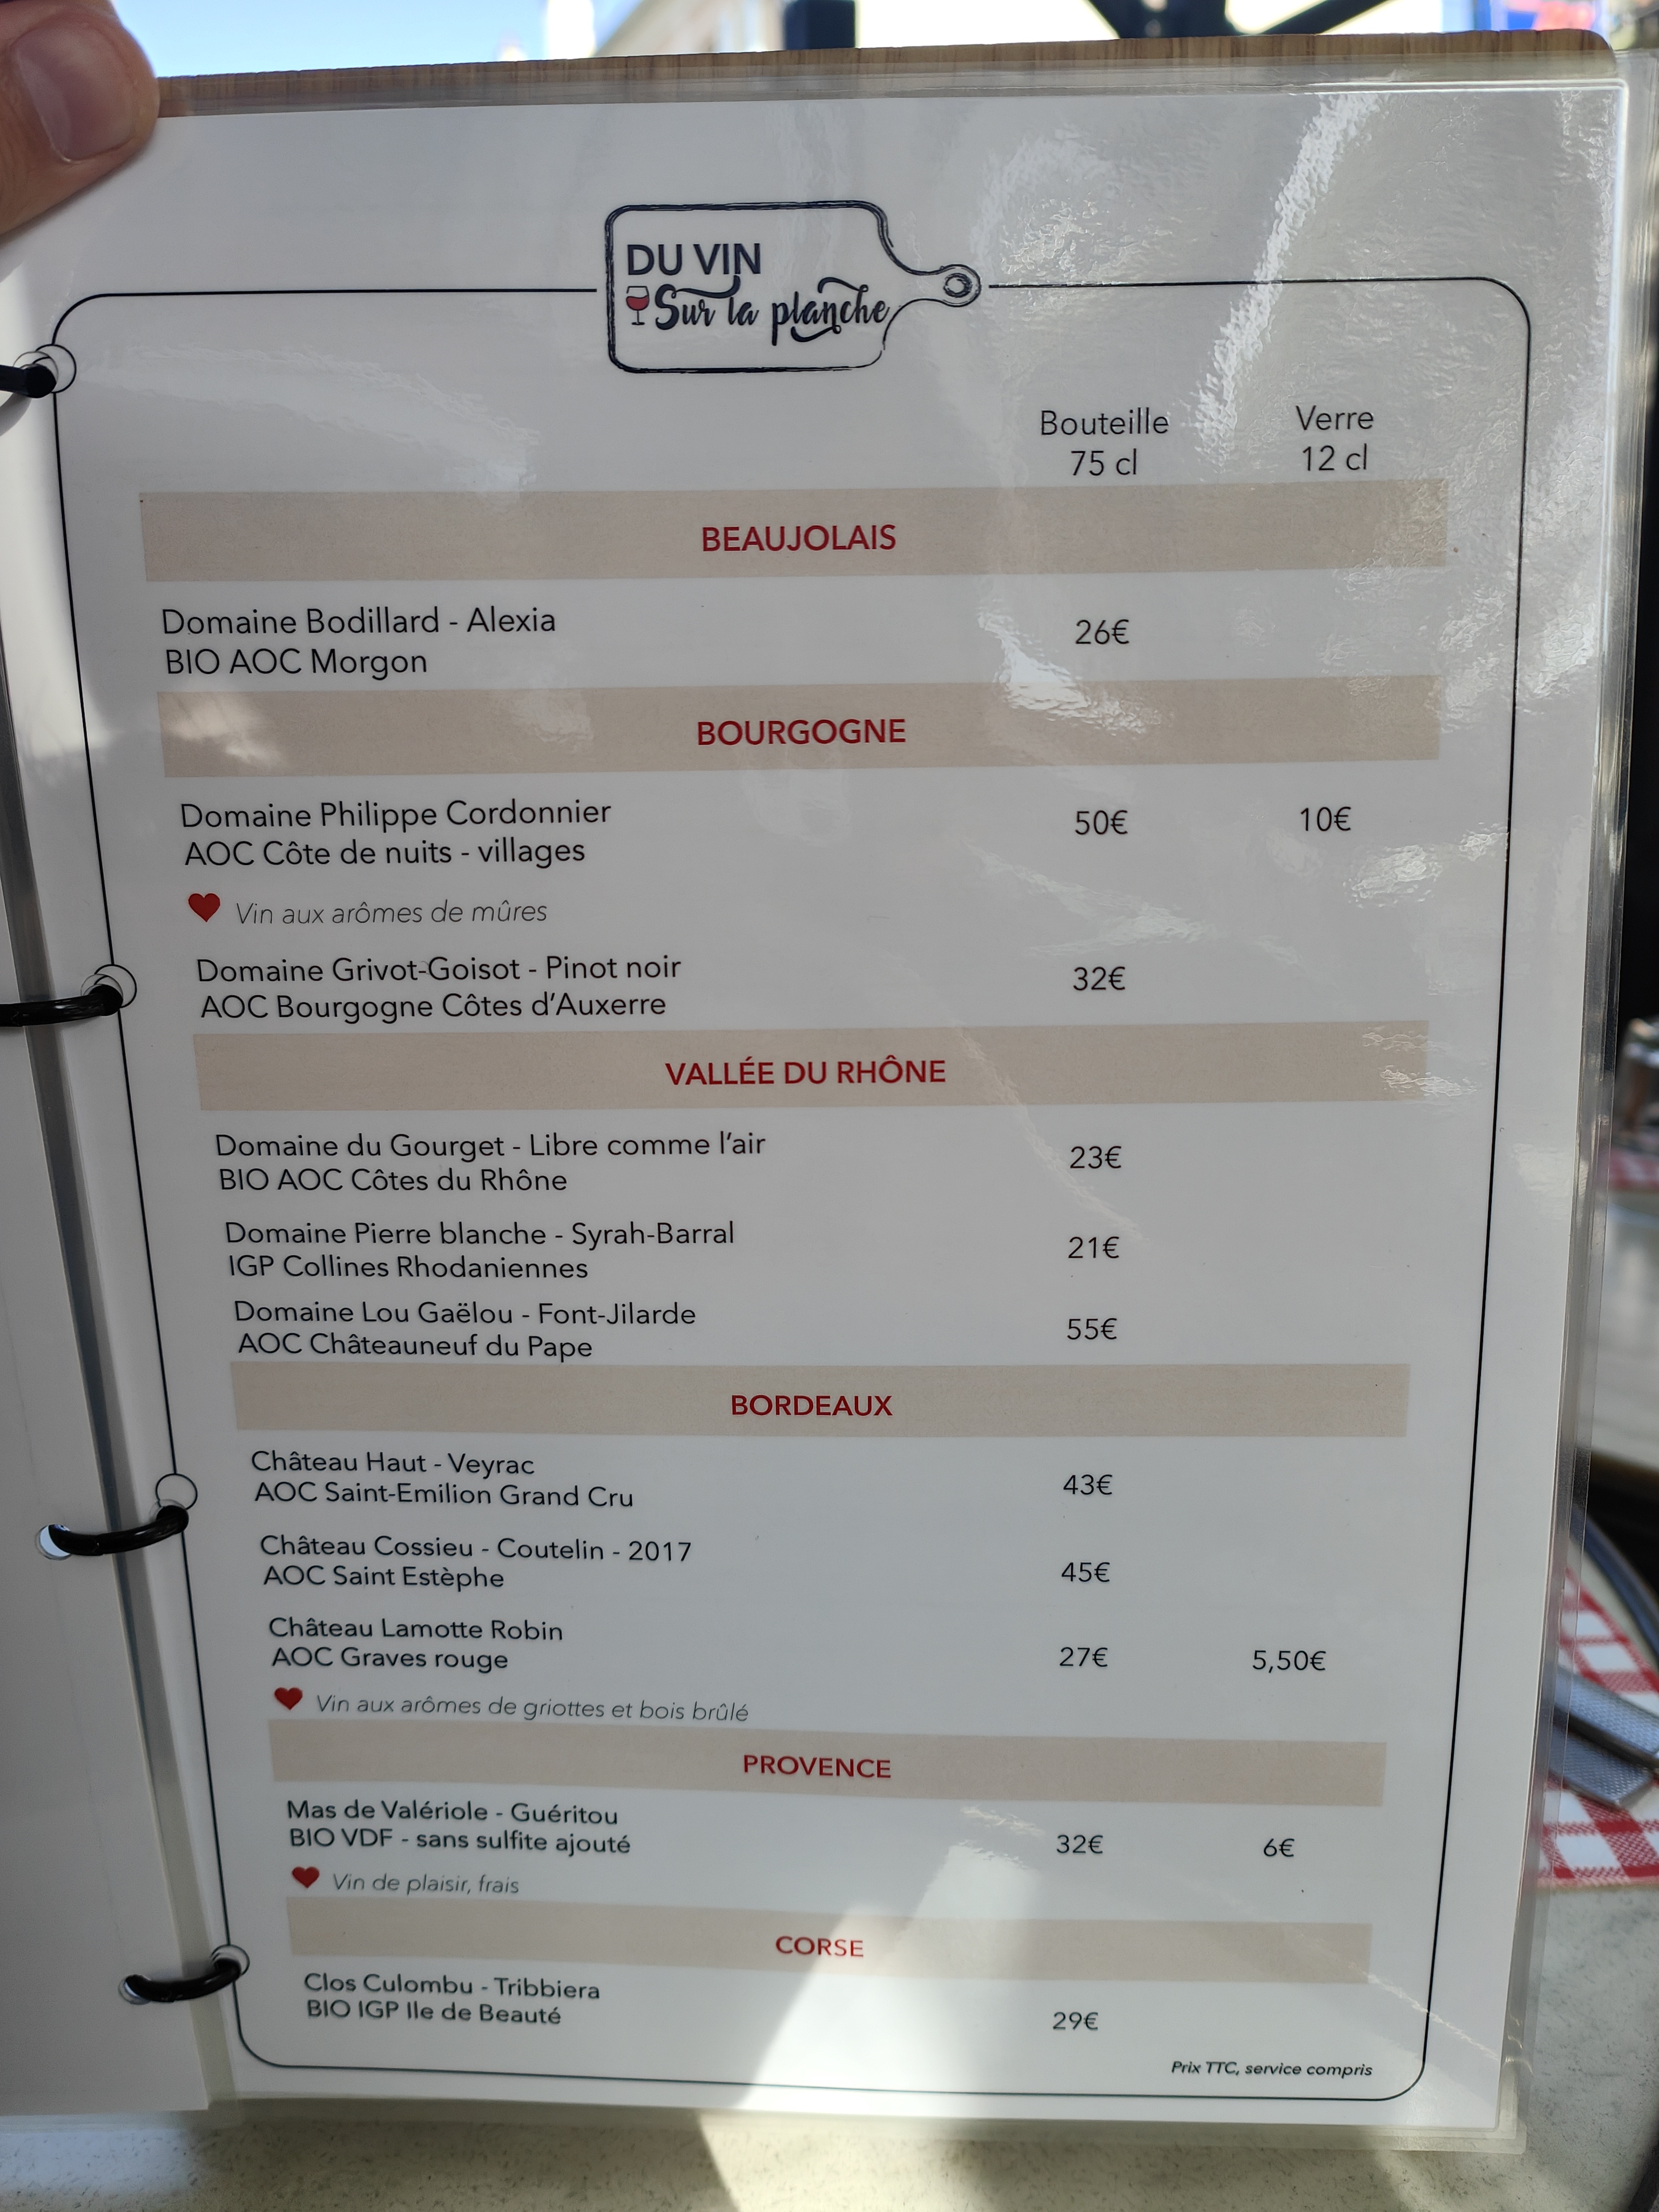 DU VIN
Sur la planche
Bouteille
75 cl
Verre
12 cl
BEAUJOLAIS
Domaine Bodillard - Alexia
BIO AOC Morgon
26€
BOURGOGNE
Domaine Philippe Cordonnier
AOC Côte de nuits - villages
50€
10€
Vin aux arômes de mûres
Domaine Grivot-Goisot - Pinot noir
AOC Bourgogne Côtes d'Auxerre
32€
VALLÉE DU RHÔNE
Domaine du Gourget - Libre comme l'air
BIO AOC Côtes du Rhône
23€
Domaine Pierre blanche - Syrah-Barral
IGP Collines Rhodaniennes
21€
Domaine Lou Gaëlou - Font-Jilarde
AOC Châteauneuf du Pape
55€
BORDEAUX
Château Haut - Veyrac
AOC Saint-Emilion Grand Cru
43€
Château Cossieu - Coutelin - 2017
AOC Saint Estèphe
45€
Château Lamotte Robin
AOC Graves rouge
27€
5,50€
Vin aux arômes de griottes et bois brûlé
PROVENCE
Mas de Valériole - Guéritou
BIO VDF - sans sulfite ajouté
32€
6€
Vin de plaisir, frais
CORSE
Clos Culombu - Tribbiera
BIO IGP Ile de Beauté
29€
Prix TTC, service compris